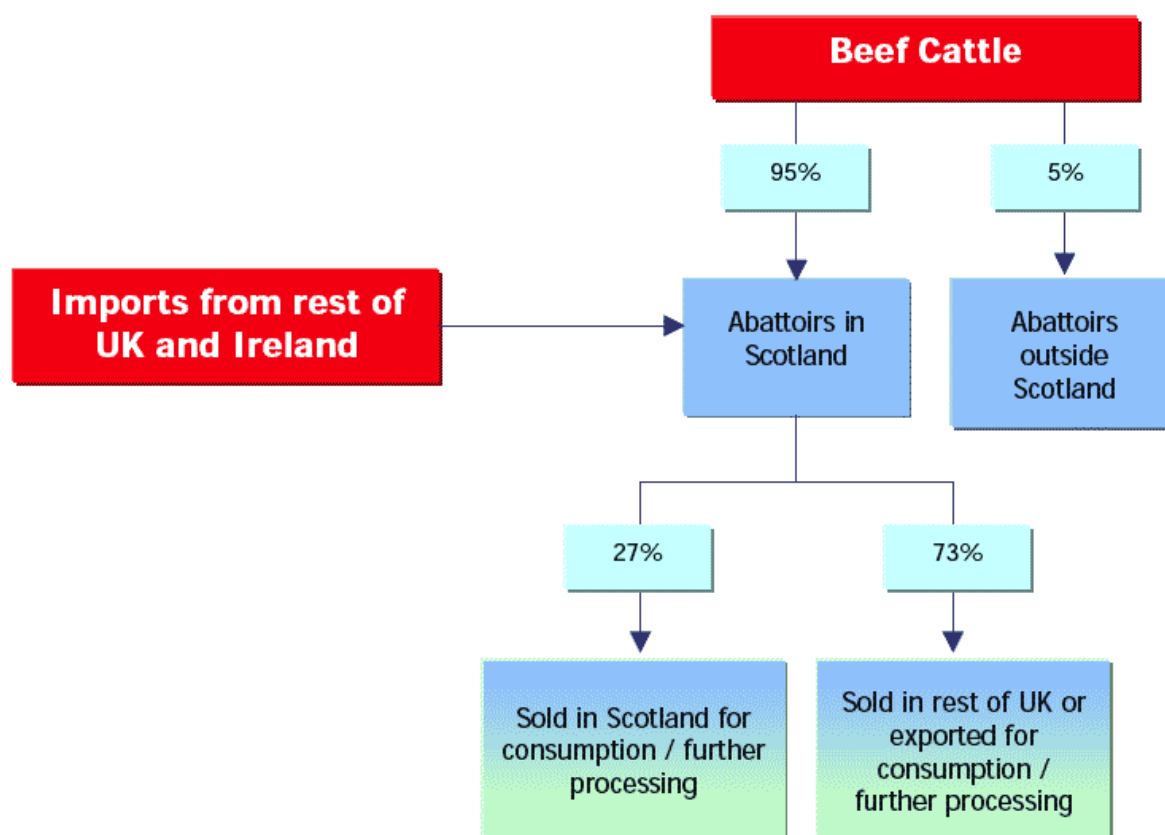 Beef Cattle
95%
5%
Imports from rest of
UK and Ireland
Abattoirs in
Scotland
Abattoirs
outside
Scotland
27%
73%
Sold in Scotland for
consumption / further
processing
Sold in rest of UK or
exported for
consumption /
further processing